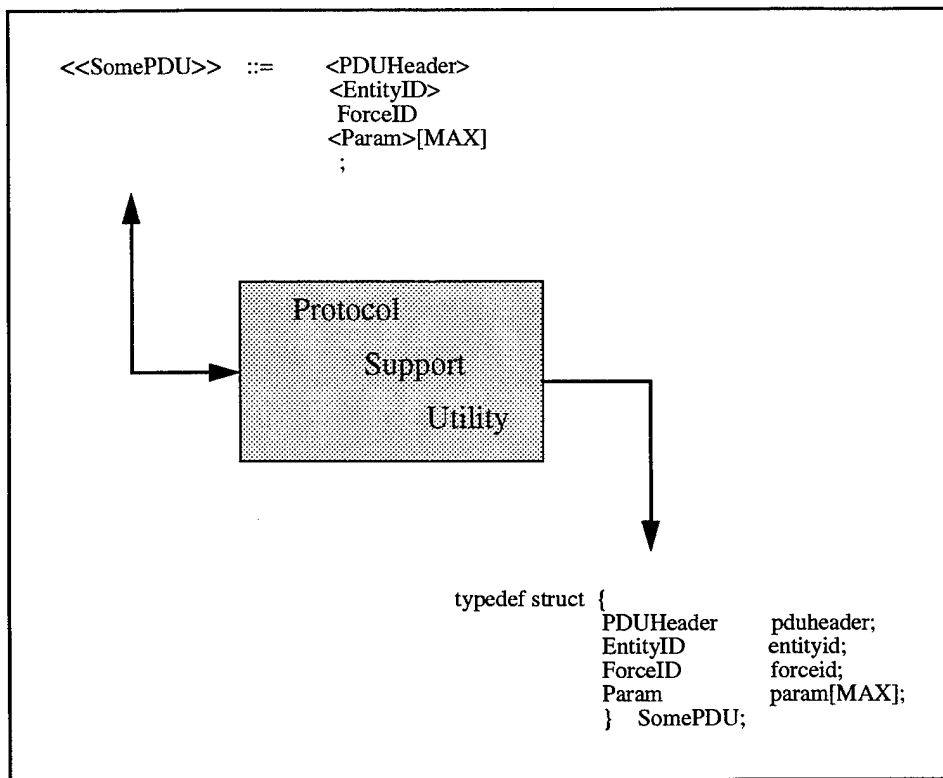 <<SomePDU>> ::= <PDUHeader>
<EntityID>
ForceID
<Param>[MAX]
;
Protocol
Support
Utility
typedef struct {
PDUHeader pduheader;
EntityID entityid;
ForceID forceid;
Param param[MAX];
} SomePDU;